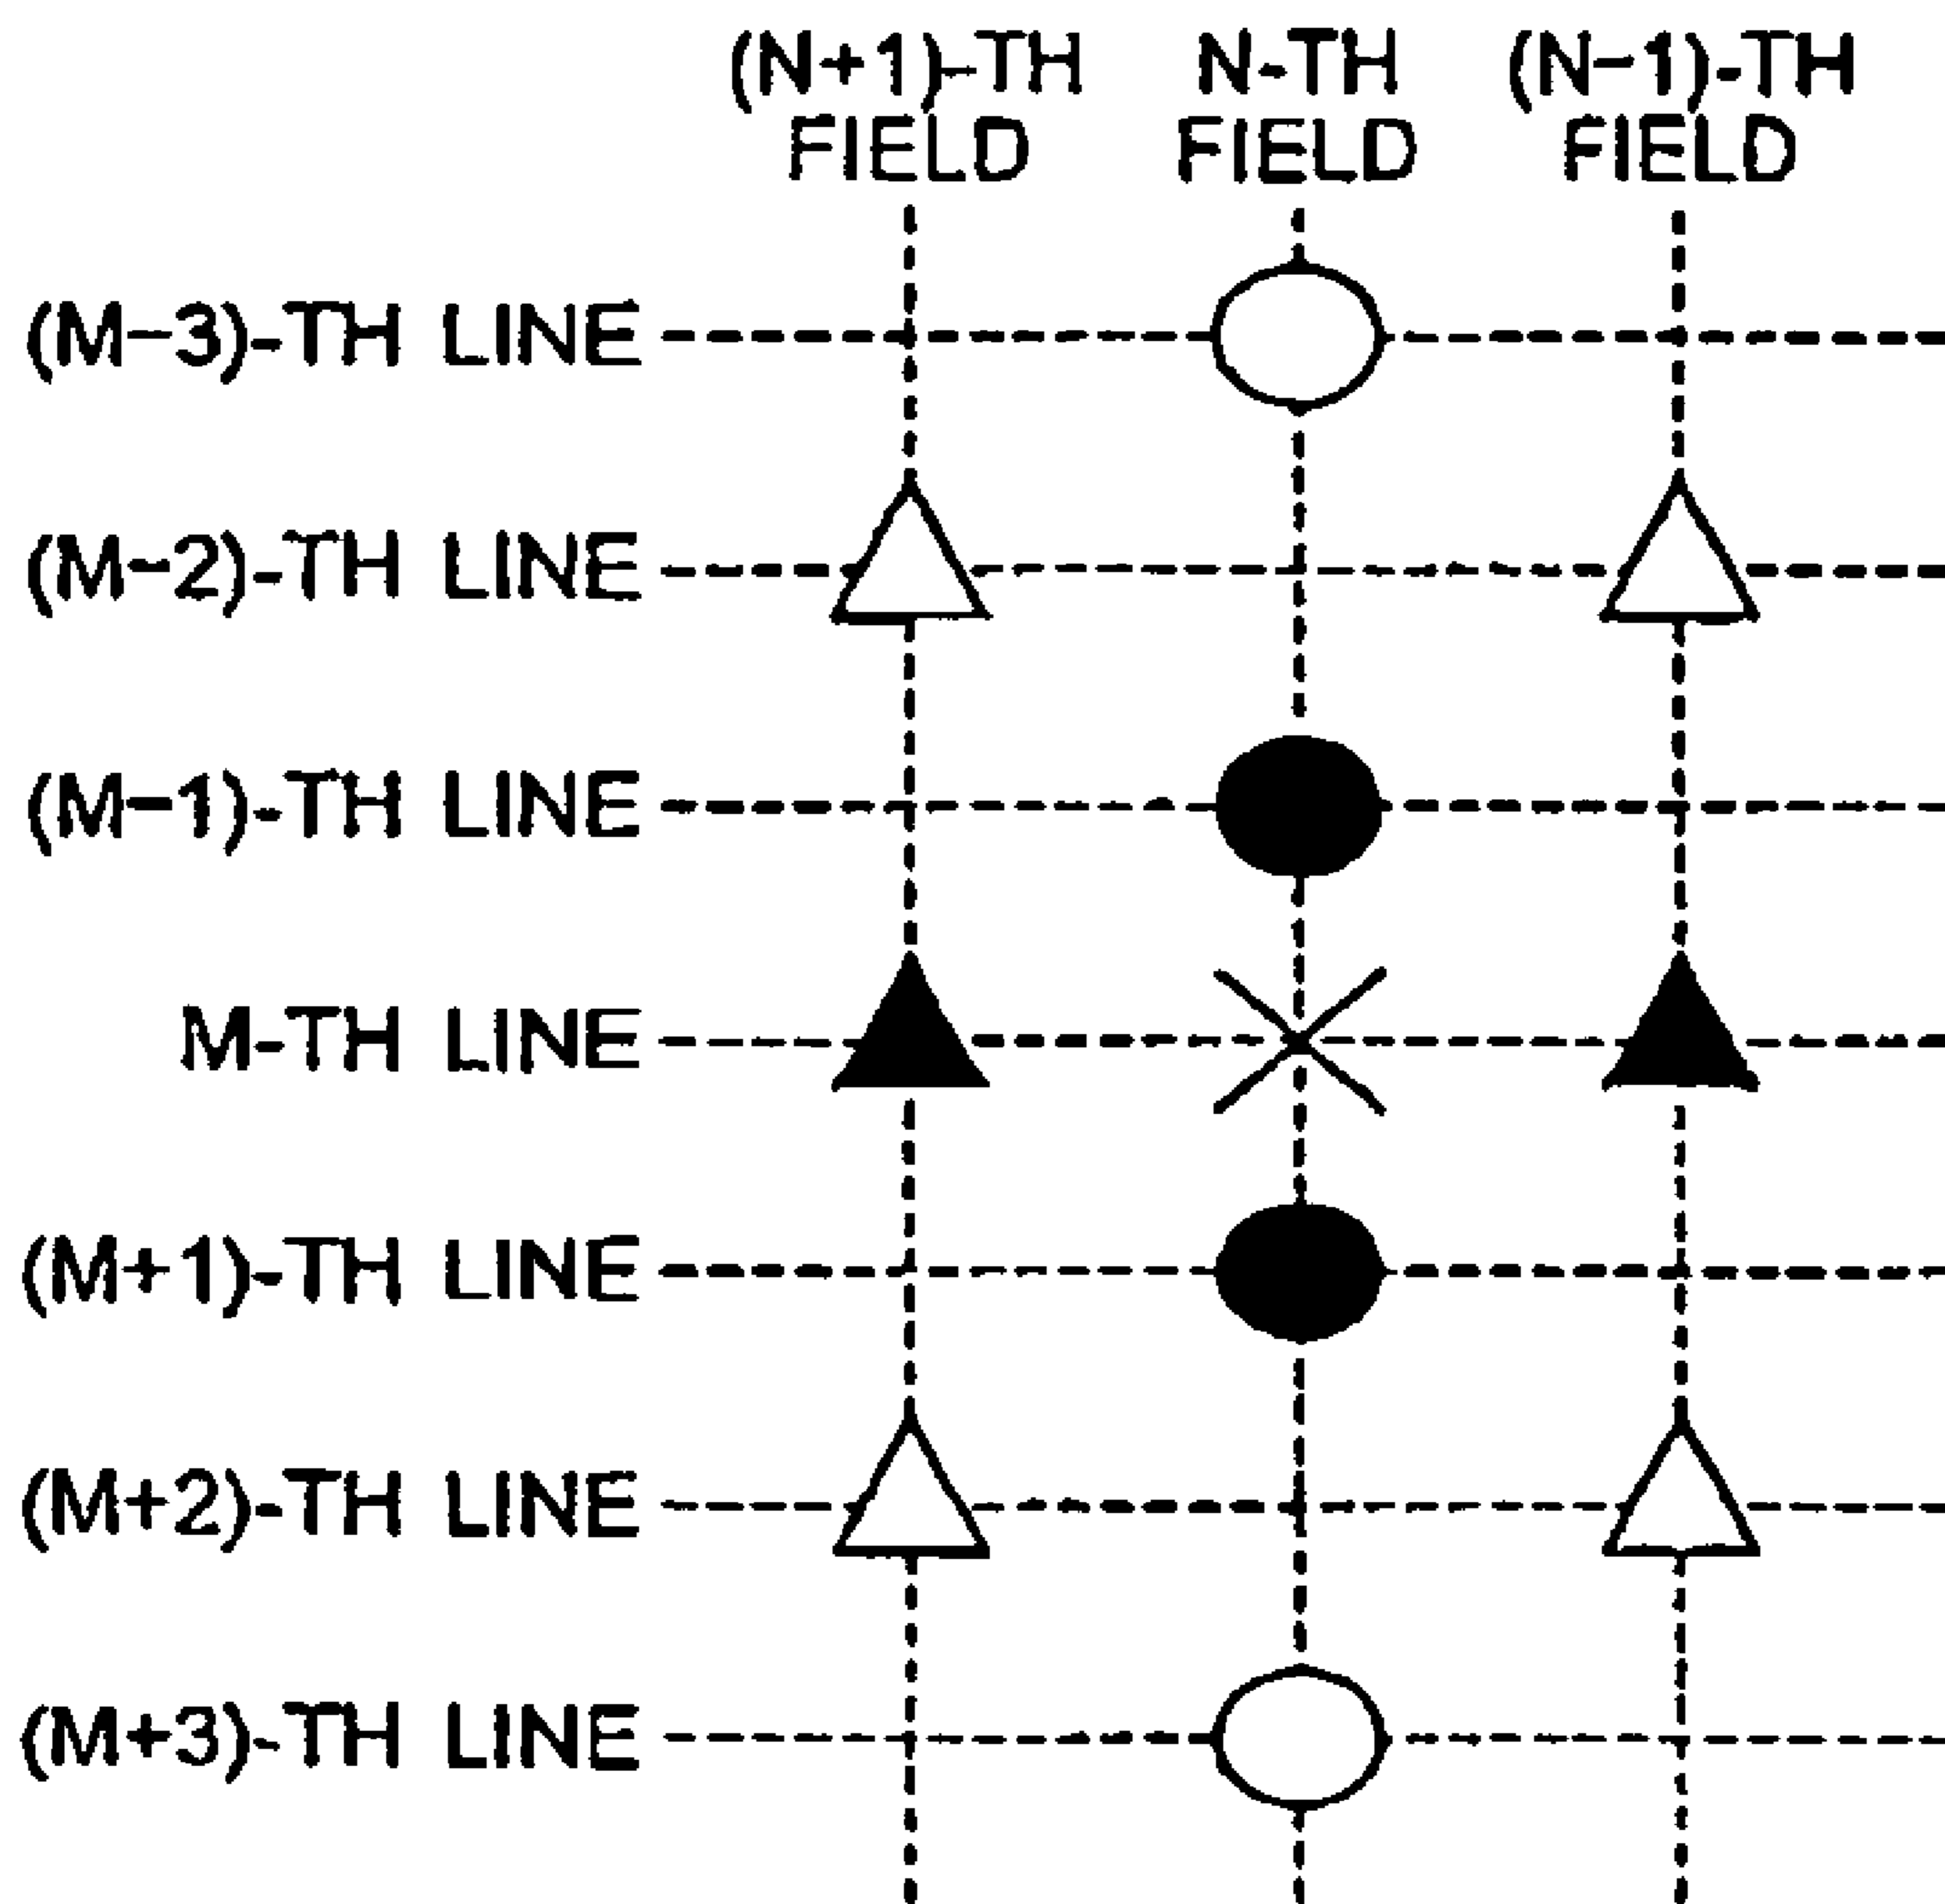 (N+1)-TH N-TH (N-1)-TH
FIELD FIELD FIELD
(M-3)-TH LINE
(M-2)-TH LINE
(M-1)-TH LINE
M-TH LINE
(M+1)-TH LINE
(M+2)-TH LINE
(M+3)-TH LINE